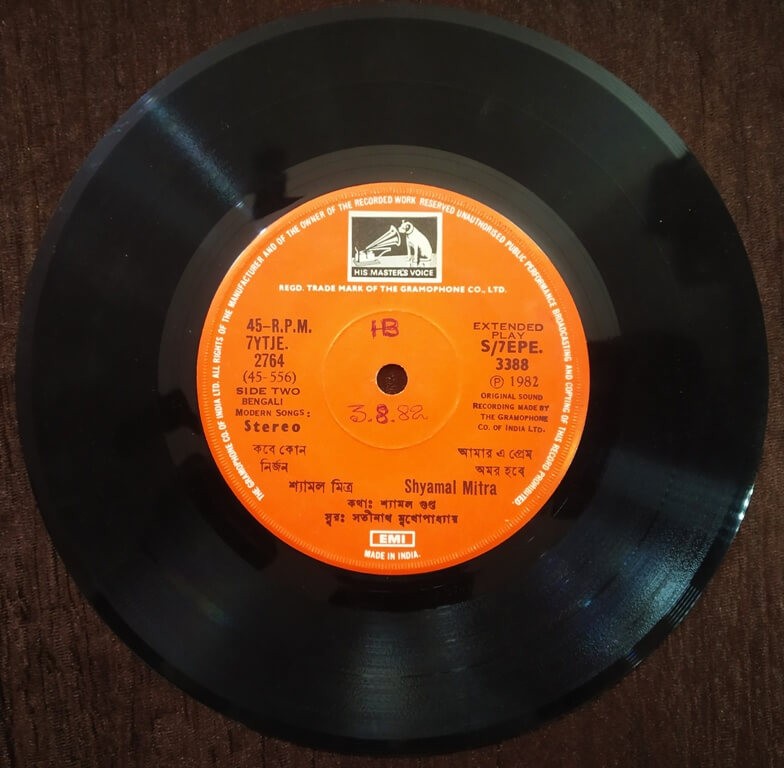 THE GRAMOPHONE CO. OF INDIA LTD. ALL RIGHTS OF THE MANUFACTURER AND OF THE OWNER OF THE RECORDED WORK RESERVED UNAUTHORISED PUBLIC PERFORMANCE BROADCASTING AND COPYING OF THIS RECORD PROHIBITED.
HIS MASTER'S VOICE
REGD. TRADE MARK OF THE GRAMOPHONE CO., LTD.
HB
45-R.P.M.
7YTJE.
2764
(45-556)
SIDE TWO
BENGALI
MODERN SONGS:
Stereo
EXTENDED
PLAY
S/7EPE.
3388
Ⓟ 1982
ORIGINAL SOUND
RECORDING MADE BY
THE GRAMOPHONE
CO. OF INDIA LTD.
3.8.82
কবে কোন
নির্জন
আমার এ প্রেম
অমর হবে
শ্যামল মিত্র Shyamal Mitra
কথাঃ শ্যামল গুপ্ত
সুরঃ সতীনাথ মুখোপাধ্যায়
EMI
MADE IN INDIA.